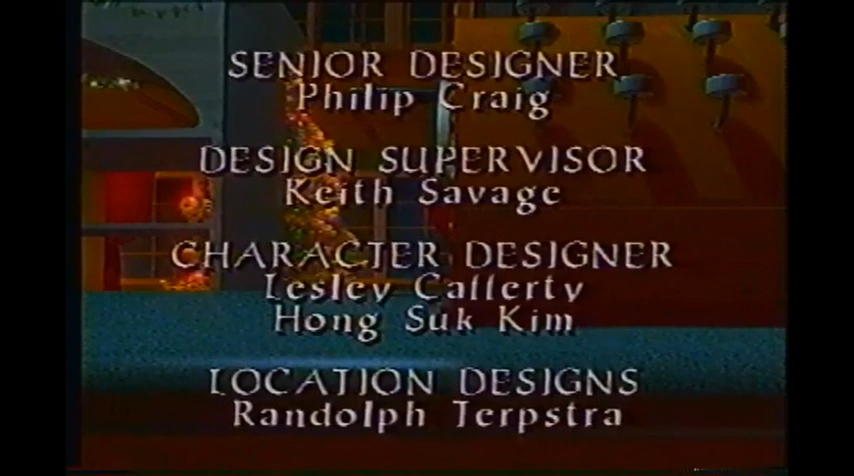 SENIOR DESIGNER
Philip Craig
DESIGN SUPERVISOR
Keith Savage
CHARACTER DESIGNER
Lesley Cafferty
Hong Suk Kim
LOCATION DESIGNS
Randolph Terpstra